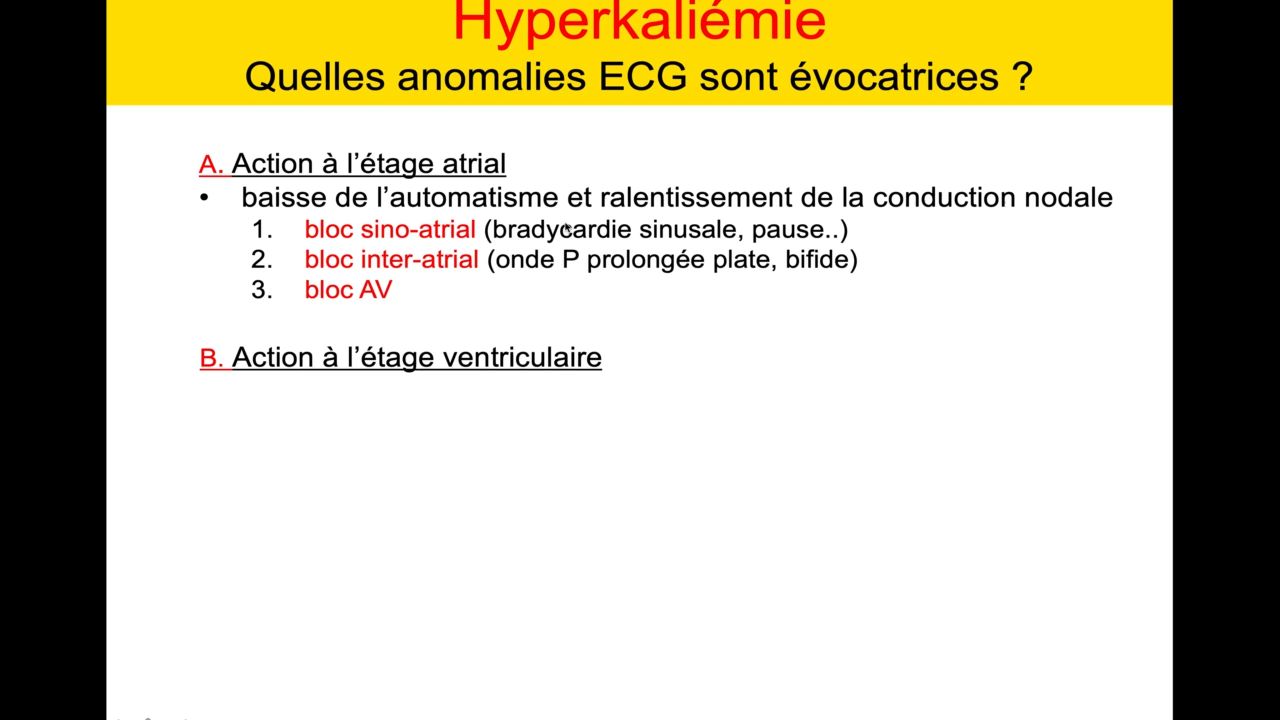 Hyperkaliémie
Quelles anomalies ECG sont évocatrices ?
A. Action à l’étage atrial
• baisse de l’automatisme et ralentissement de la conduction nodale
1. bloc sino-atrial (bradycardie sinusale, pause..)
2. bloc inter-atrial (onde P prolongée plate, bifide)
3. bloc AV
B. Action à l’étage ventriculaire